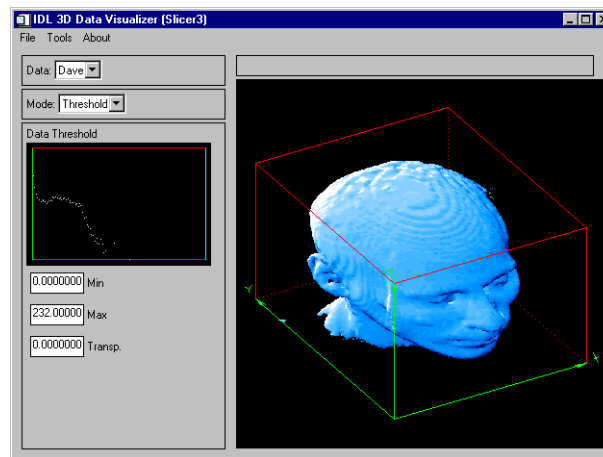 IDL 3D Data Visualizer (Slicer3)
File Tools About
Data: Dave
Mode: Threshold
Data Threshold
0.0000000 Min
232.00000 Max
0.0000000 Transp.
Y
X